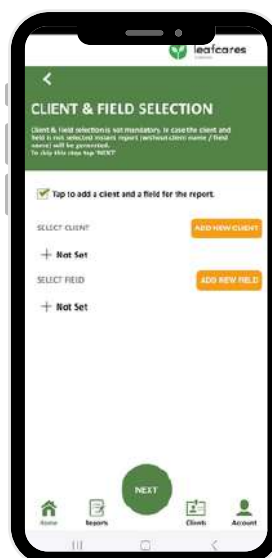 leafcares
CLIENT & FIELD SELECTION
Client & Field selection is not mandatory. In case the client and
field is not selected instant report (without client name / field
name) will be generated.
To skip this step tap 'NEXT'
Tap to add a client and a field for the report.
SELECT CLIENT
ADD NEW CLIENT
Not Set
SELECT FIELD
ADD NEW FIELD
Not Set
NEXT
Home
Reports
Clients
Account